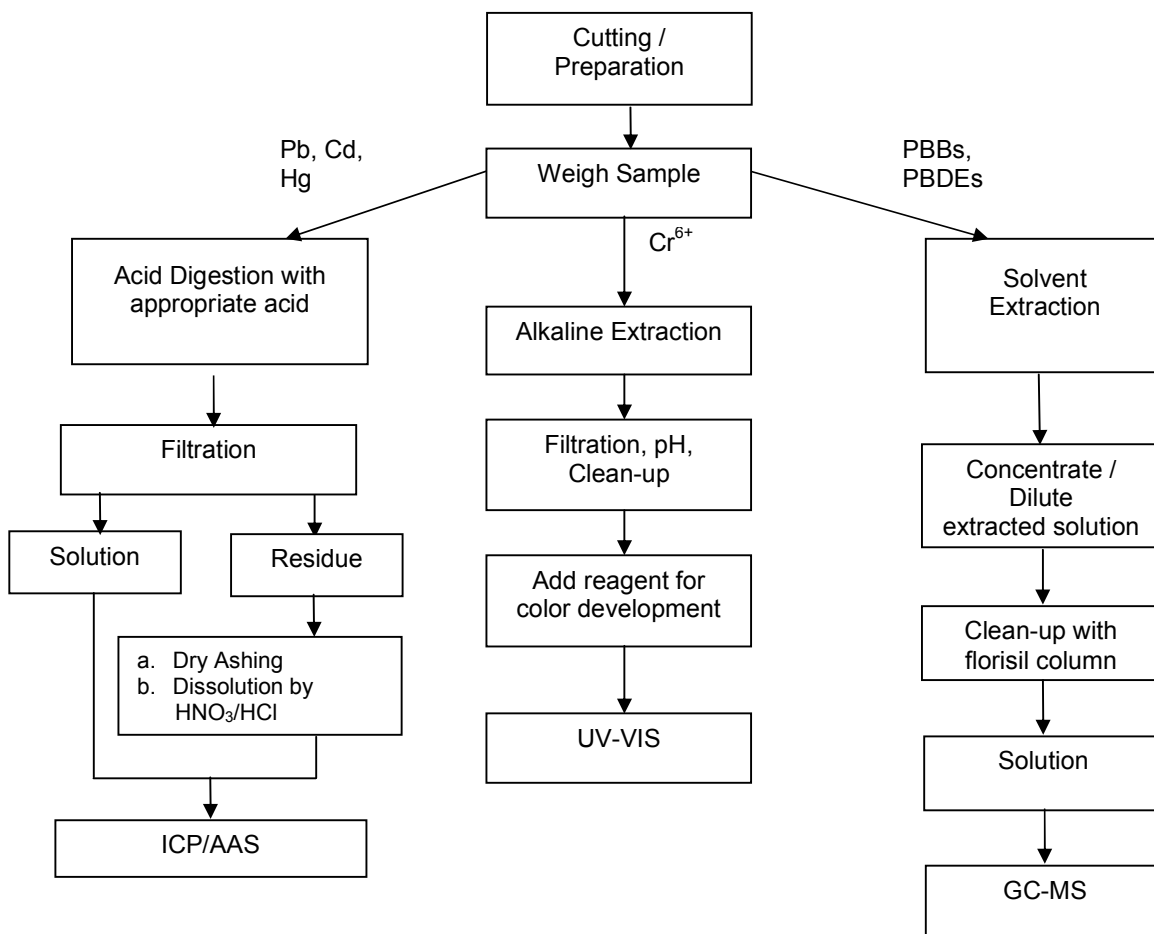 Cutting /
Preparation
Pb, Cd,
Hg
Weigh Sample
PBBs,
PBDEs
Cr⁶⁺
Acid Digestion with
appropriate acid
Alkaline Extraction
Solvent
Extraction
Filtration
Filtration, pH,
Clean-up
Concentrate /
Dilute
extracted solution
Solution
Residue
Add reagent for
color development
a. Dry Ashing
b. Dissolution by
HNO₃/HCl
Clean-up with
florisil column
UV-VIS
Solution
ICP/AAS
GC-MS